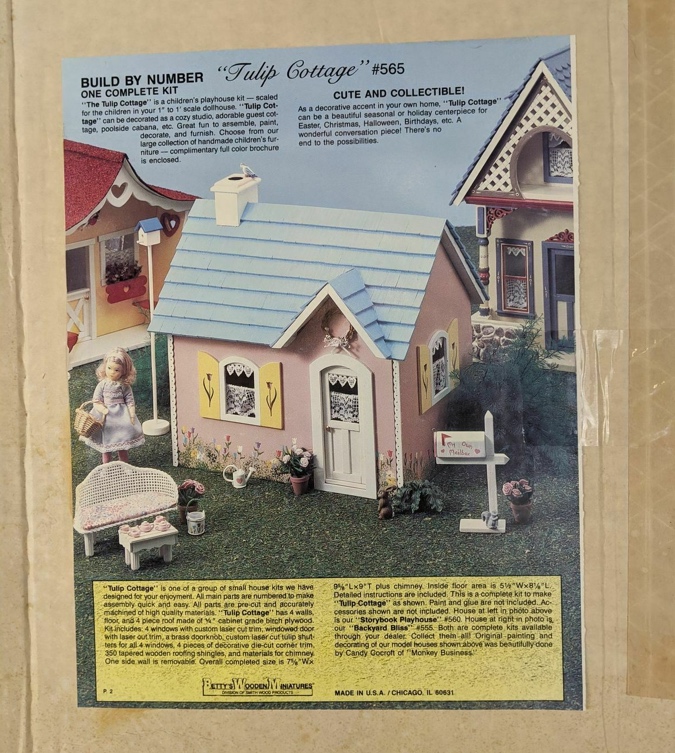 BUILD BY NUMBER "Tulip Cottage" #565
ONE COMPLETE KIT
"The Tulip Cottage" is a children's playhouse kit — scaled
for the children in your 1" to 1' scale dollhouse. "Tulip Cot-
tage" can be decorated as a cozy studio, adorable guest cot-
tage, poolside cabana, etc. Great fun to assemble, paint,
decorate, and furnish. Choose from our
large collection of handmade children's fur-
niture — complimentary full color brochure
is enclosed.
CUTE AND COLLECTIBLE!
As a decorative accent in your own home, "Tulip Cottage"
can be a beautiful seasonal or holiday centerpiece for
Easter, Christmas, Halloween, Birthdays, etc. A
wonderful conversation piece! There's no
end to the possibilities.
My Own
Mailbox
"Tulip Cottage" is one of a group of small house kits we have
designed for your enjoyment. All main parts are numbered to make
assembly quick and easy. All parts are pre-cut and accurately
machined of high quality materials. "Tulip Cottage" has 4 walls,
floor, and 4 piece roof made of cabinet grade birch plywood.
Kit includes: 4 windows with custom laser cut trim, windowed door
with laser cut trim, a brass doorknob, custom laser cut tulip shut-
ters for all 4 windows, 4 pieces of decorative die-cut corner trim,
350 tapered wooden roofing shingles, and materials for chimney.
One side wall is removable. Overall completed size is W×
L×9"T plus chimney. Inside floor area is 5½"W×8¼"L.
Detailed instructions are included. This kit is required to make
"Tulip Cottage" as shown. Paint and glue are not included. Ac-
cessories shown are not included. House at left in photo above
is our "Storybook Playhouse" #560. House at right in photo is
our "Backyard Bliss" #555. Both are complete kits available
through your dealer. Collect them all! Original painting and
decorating of our model houses shown above was beautifully done
by Candy Cocroft of "Monkey Business."
P. 2
BETTY'S WOODEN MINIATURES
DIVISION OF SMITH WOOD PRODUCTS
MADE IN U.S.A. / CHICAGO, IL 60631